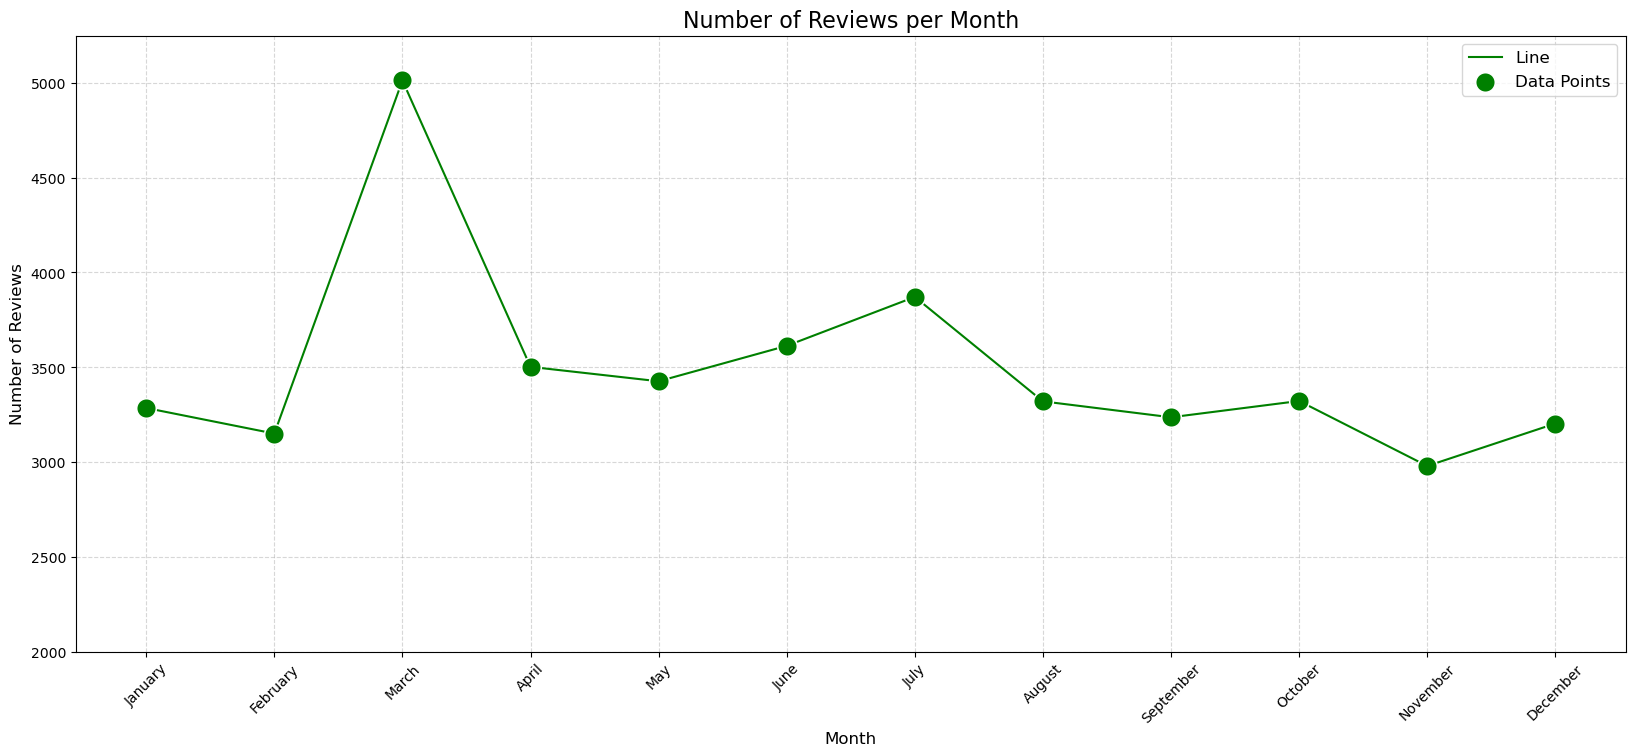 Number of Reviews per Month
Line
Data Points
Number of Reviews
5000
4500
4000
3500
3000
2500
2000
January
February
March
April
May
June
July
August
September
October
November
December
Month